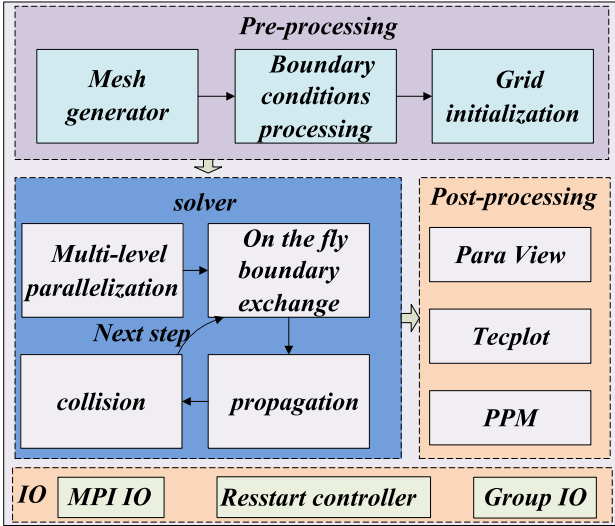 Pre-processing
Mesh
generator
Boundary
conditions
processing
Grid
initialization
solver
Multi-level
parallelization
On the fly
boundary
exchange
Next step
collision
propagation
Post-processing
Para View
Tecplot
PPM
IO
MPI IO
Resstart controller
Group IO